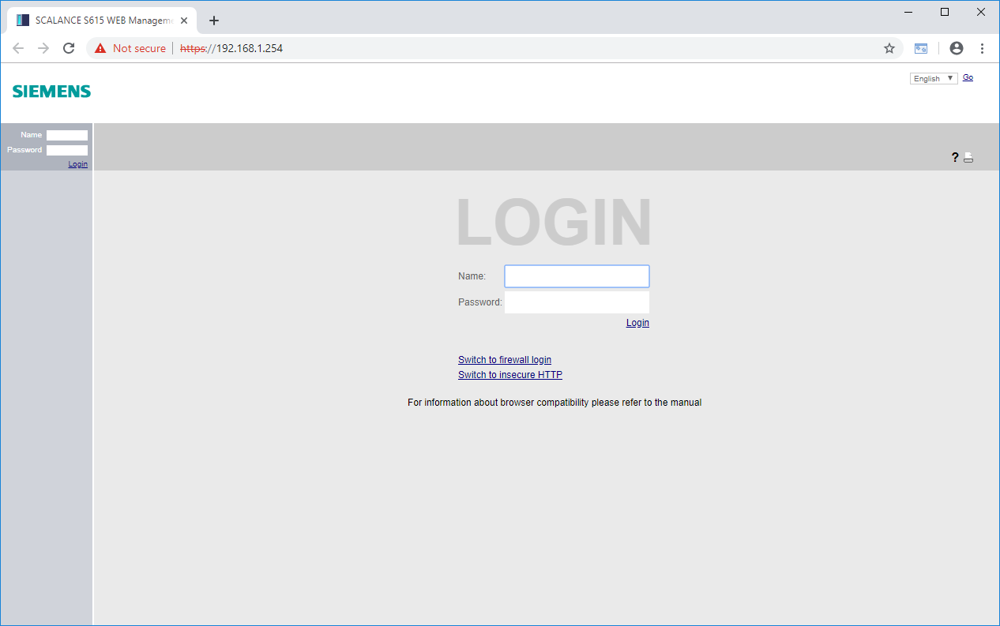 SCALANCE S615 WEB Managem
Not secure https://192.168.1.254
SIEMENS
English Go
Name
Password
Login
?
LOGIN
Name:
Password:
Login
Switch to firewall login
Switch to insecure HTTP
For information about browser compatibility please refer to the manual